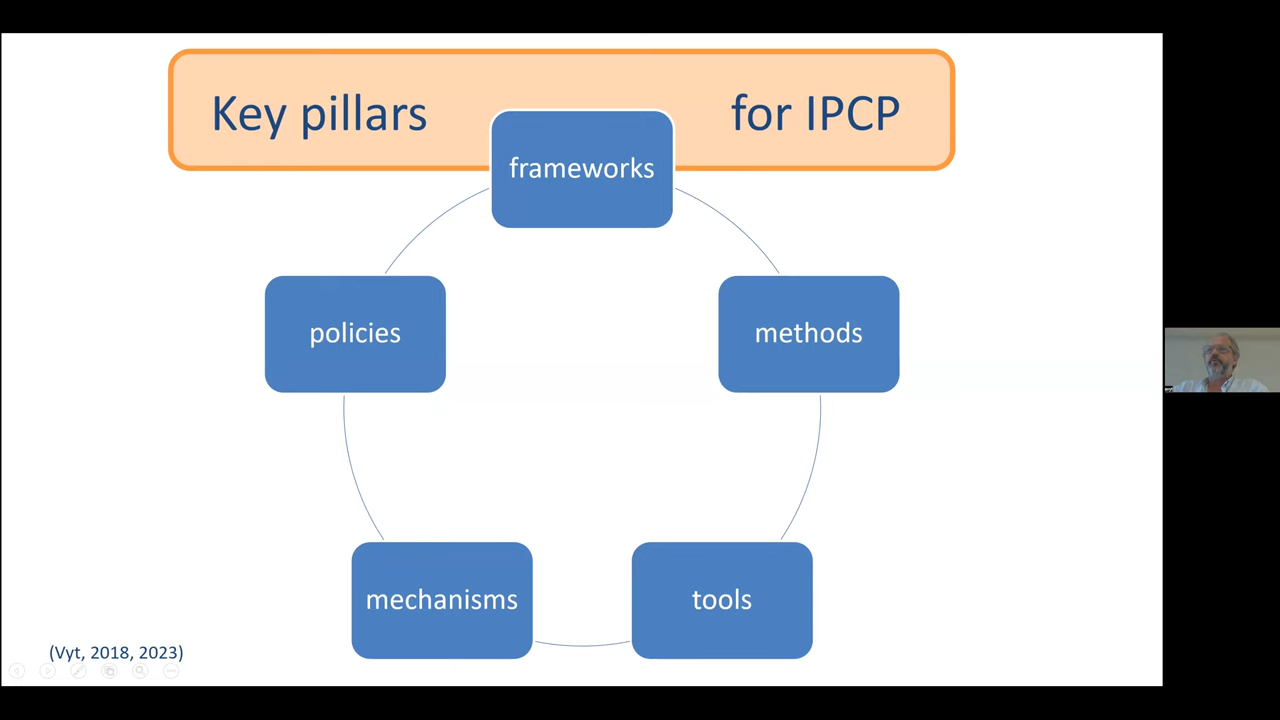 Key pillars for IPCP
frameworks
policies
methods
mechanisms
tools
(Vyt, 2018, 2023)